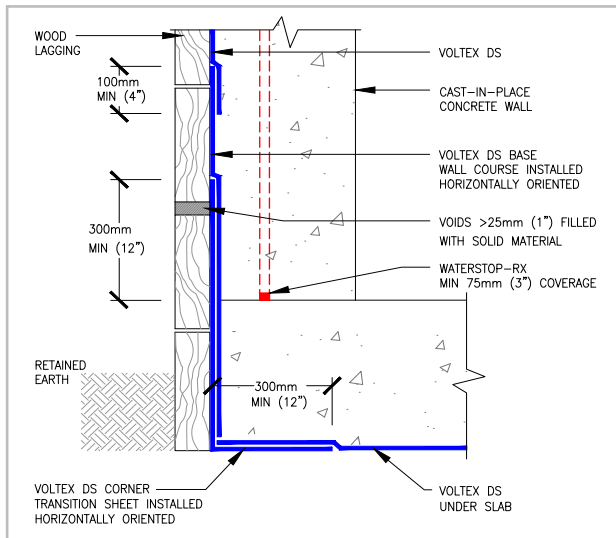 WOOD
LAGGING
100mm
MIN (4")
300mm
MIN (12")
RETAINED
EARTH
VOLTEX DS
CAST-IN-PLACE
CONCRETE WALL
VOLTEX DS BASE
WALL COURSE INSTALLED
HORIZONTALLY ORIENTED
VOIDS >25mm (1") FILLED
WITH SOLID MATERIAL
WATERSTOP-RX
MIN 75mm (3") COVERAGE
300mm
MIN (12")
VOLTEX DS CORNER
TRANSITION SHEET INSTALLED
HORIZONTALLY ORIENTED
VOLTEX DS
UNDER SLAB